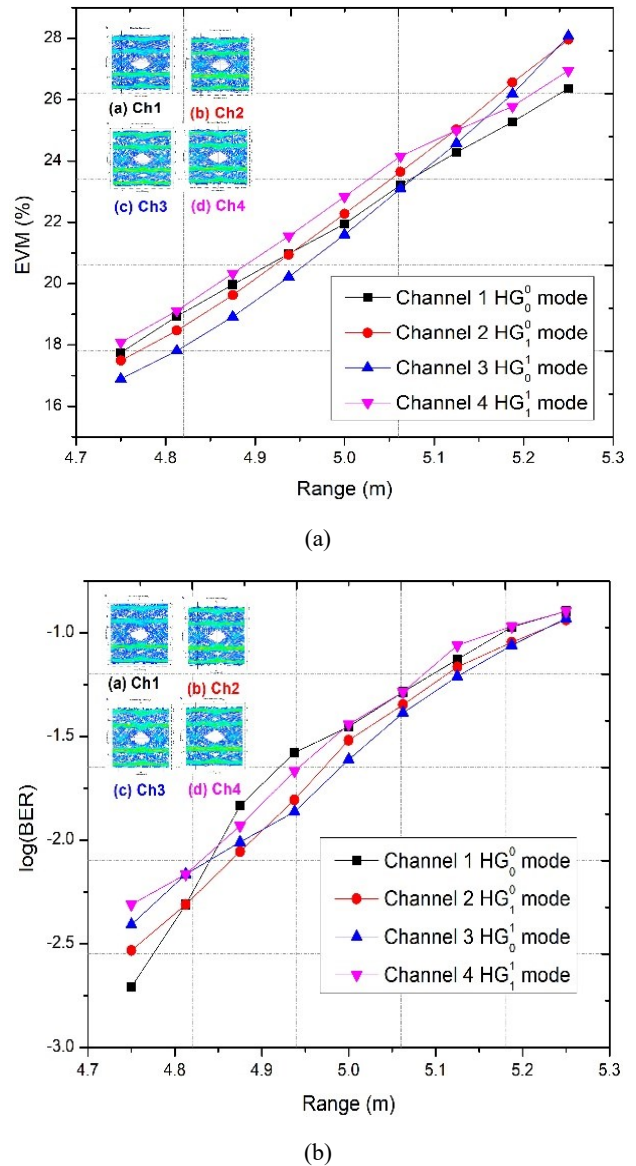 28
26
24
22
20
18
16
EVM (%)
(a) Ch1
(b) Ch2
(c) Ch3
(d) Ch4
Channel 1 HG⁰₀ mode
Channel 2 HG⁰₁ mode
Channel 3 HG¹₀ mode
Channel 4 HG¹₁ mode
4.7 4.8 4.9 5.0 5.1 5.2 5.3
Range (m)
(a)
-1.0
-1.5
-2.0
-2.5
-3.0
log(BER)
(a) Ch1
(b) Ch2
(c) Ch3
(d) Ch4
Channel 1 HG⁰₀ mode
Channel 2 HG⁰₁ mode
Channel 3 HG¹₀ mode
Channel 4 HG¹₁ mode
4.7 4.8 4.9 5.0 5.1 5.2 5.3
Range (m)
(b)